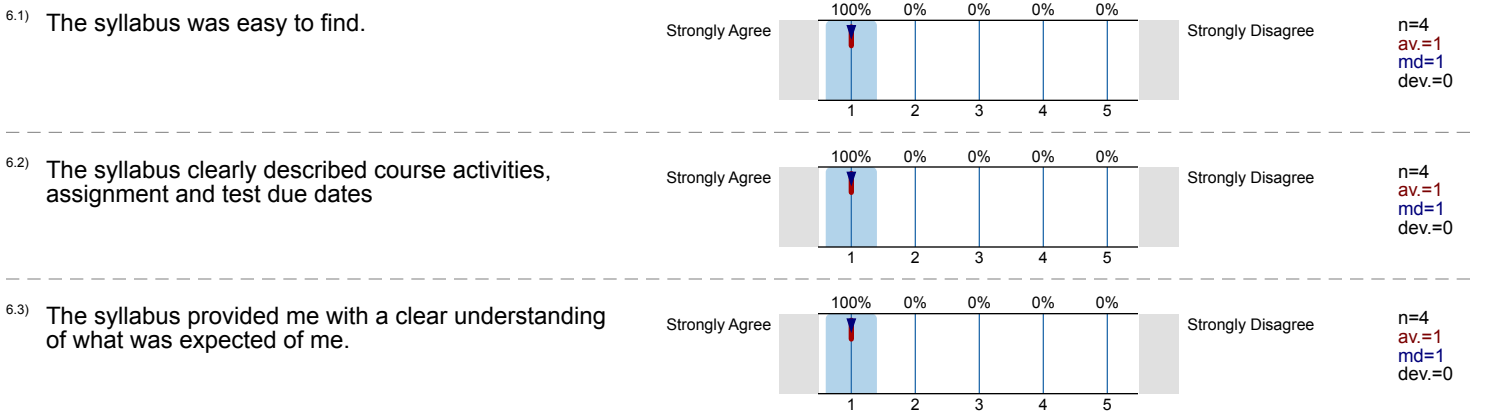 6.1) The syllabus was easy to find.
100% 0% 0% 0% 0%
Strongly Agree
Strongly Disagree
1 2 3 4 5
n=4
av.=1
md=1
dev.=0
6.2) The syllabus clearly described course activities,
assignment and test due dates
100% 0% 0% 0% 0%
Strongly Agree
Strongly Disagree
1 2 3 4 5
n=4
av.=1
md=1
dev.=0
6.3) The syllabus provided me with a clear understanding
of what was expected of me.
100% 0% 0% 0% 0%
Strongly Agree
Strongly Disagree
1 2 3 4 5
n=4
av.=1
md=1
dev.=0